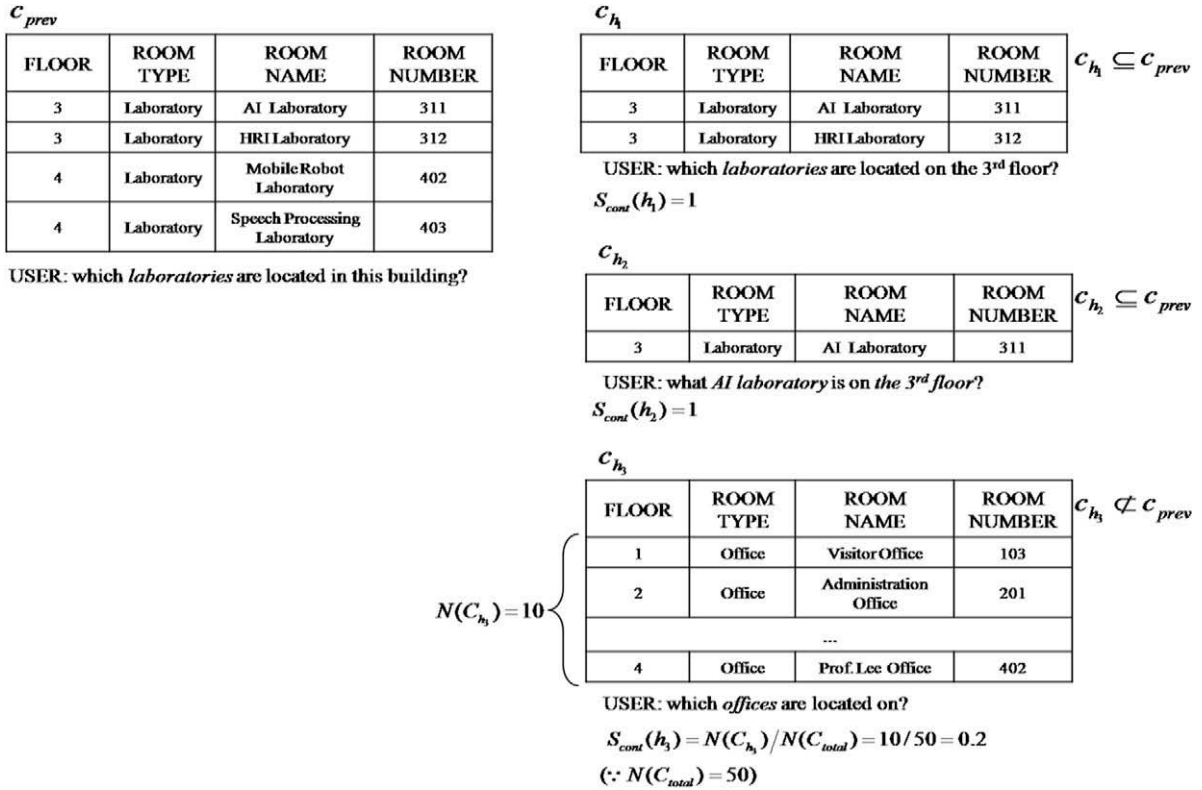 C_prev
FLOOR ROOM TYPE ROOM NAME ROOM NUMBER
3 Laboratory AI Laboratory 311
3 Laboratory HRI Laboratory 312
4 Laboratory Mobile Robot Laboratory 402
4 Laboratory Speech Processing Laboratory 403
USER: which laboratories are located in this building?
C_h₁
FLOOR ROOM TYPE ROOM NAME ROOM NUMBER
3 Laboratory AI Laboratory 311
3 Laboratory HRI Laboratory 312
C_h₁ ⊆ C_prev
USER: which laboratories are located on the 3rd floor?
S_cont(h₁) = 1
C_h₂
FLOOR ROOM TYPE ROOM NAME ROOM NUMBER
3 Laboratory AI Laboratory 311
C_h₂ ⊆ C_prev
USER: what AI laboratory is on the 3rd floor?
S_cont(h₂) = 1
C_h₃
FLOOR ROOM TYPE ROOM NAME ROOM NUMBER
1 Office Visitor Office 103
2 Office Administration Office 201
...
4 Office Prof. Lee Office 402
C_h₃ ⊄ C_prev
N(C_h₃) = 10
USER: which offices are located on?
S_cont(h₃) = N(C_h₃)/N(C_total) = 10/50 = 0.2
(∵ N(C_total) = 50)